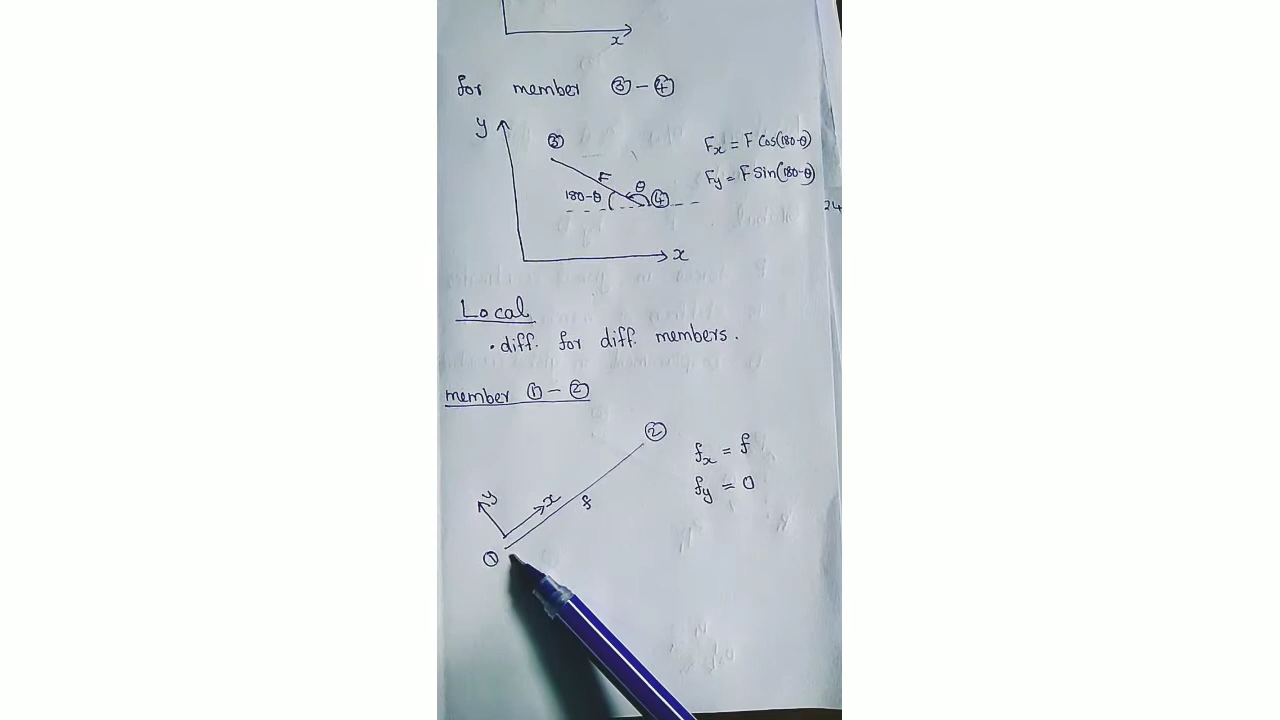 x
for member ③-④
y
③
Fx = F Cos(180-θ)
Fy = F Sin(180-θ)
F
θ
180-θ
④
24
x
Local
• diff. for diff. members.
member ①-②
②
fx = f
fy = 0
y
x
f
①